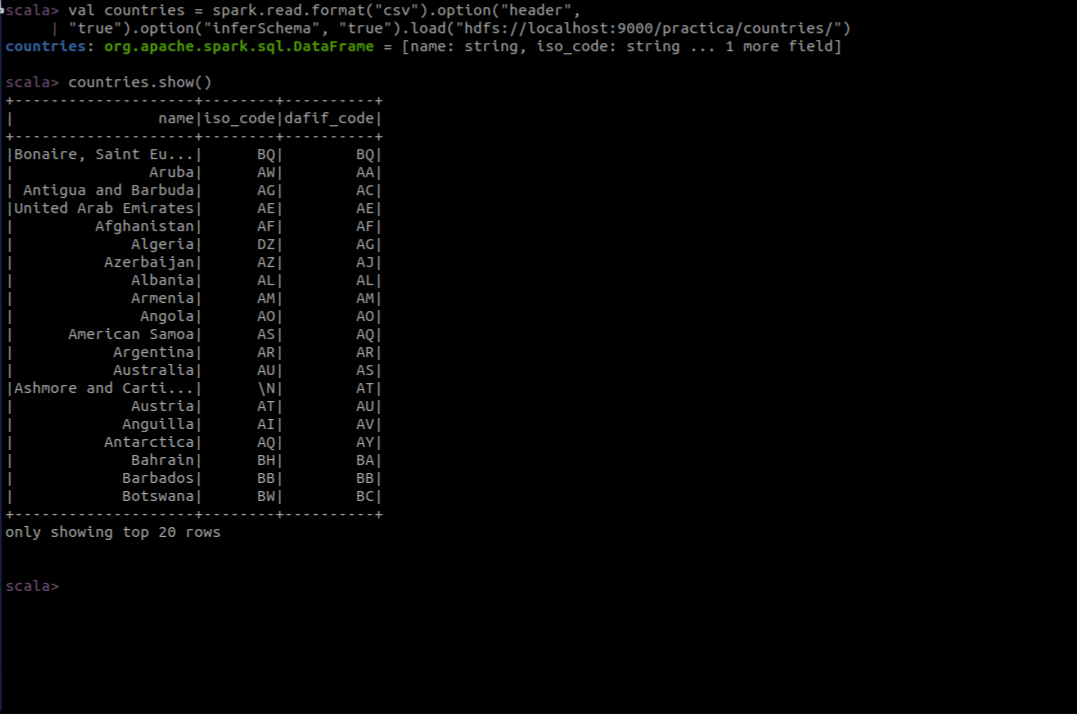 scala> val countries = spark.read.format("csv").option("header",
     | "true").option("inferSchema", "true").load("hdfs://localhost:9000/practica/countries/")
countries: org.apache.spark.sql.DataFrame = [name: string, iso_code: string ... 1 more field]
scala> countries.show()
+--------------------+--------+----------+
|                name|iso_code|dafif_code|
+--------------------+--------+----------+
|Bonaire, Saint Eu...|      BQ|        BQ|
|               Aruba|      AW|        AA|
| Antigua and Barbuda|      AG|        AC|
|United Arab Emirates|      AE|        AE|
|         Afghanistan|      AF|        AF|
|             Algeria|      DZ|        AG|
|          Azerbaijan|      AZ|        AJ|
|             Albania|      AL|        AL|
|             Armenia|      AM|        AM|
|              Angola|      AO|        AO|
|      American Samoa|      AS|        AQ|
|           Argentina|      AR|        AR|
|           Australia|      AU|        AS|
|Ashmore and Carti...|      \N|        AT|
|             Austria|      AT|        AU|
|            Anguilla|      AI|        AV|
|          Antarctica|      AQ|        AY|
|             Bahrain|      BH|        BA|
|            Barbados|      BB|        BB|
|            Botswana|      BW|        BC|
+--------------------+--------+----------+
only showing top 20 rows
scala>